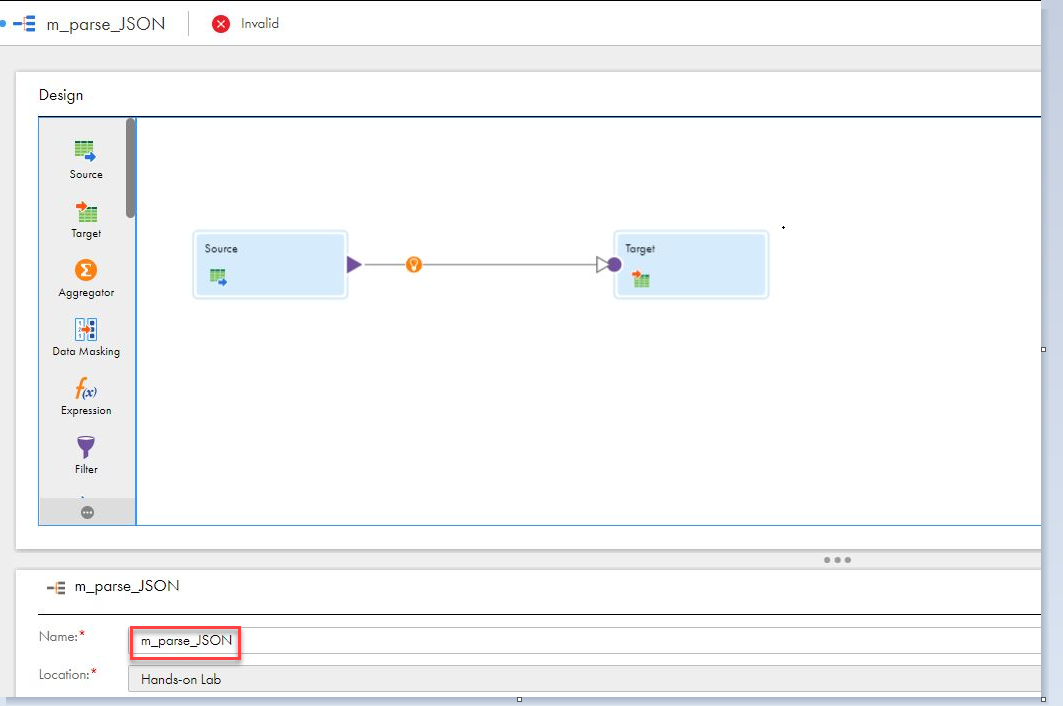 m_parse_JSON
Invalid
Design
Source
Target
Aggregator
Data Masking
Expression
Filter
Source
Target
m_parse_JSON
Name:*
m_parse_JSON
Location:*
Hands-on Lab